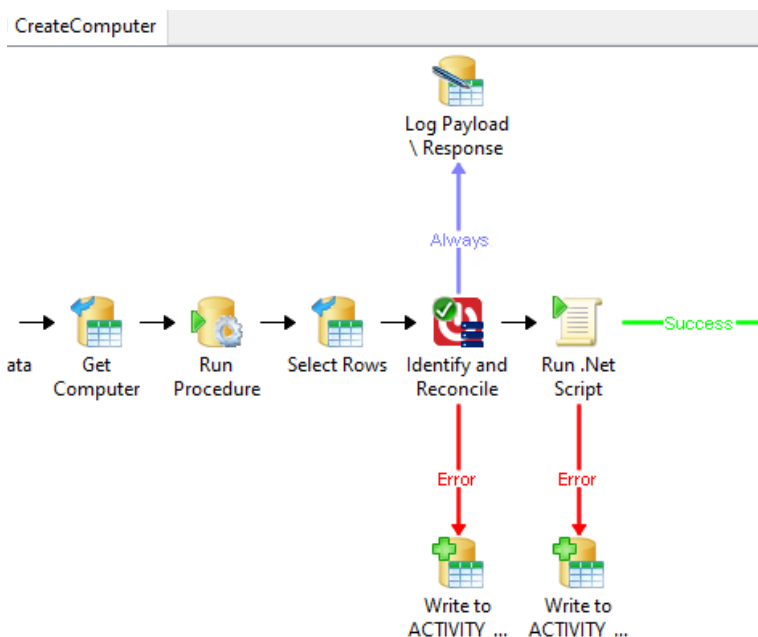 CreateComputer
Log Payload
\ Response
Always
Success
ata
Get
Computer
Run
Procedure
Select Rows
Identify and
Reconcile
Run .Net
Script
Error
Error
Write to
ACTIVITY ...
Write to
ACTIVITY ...